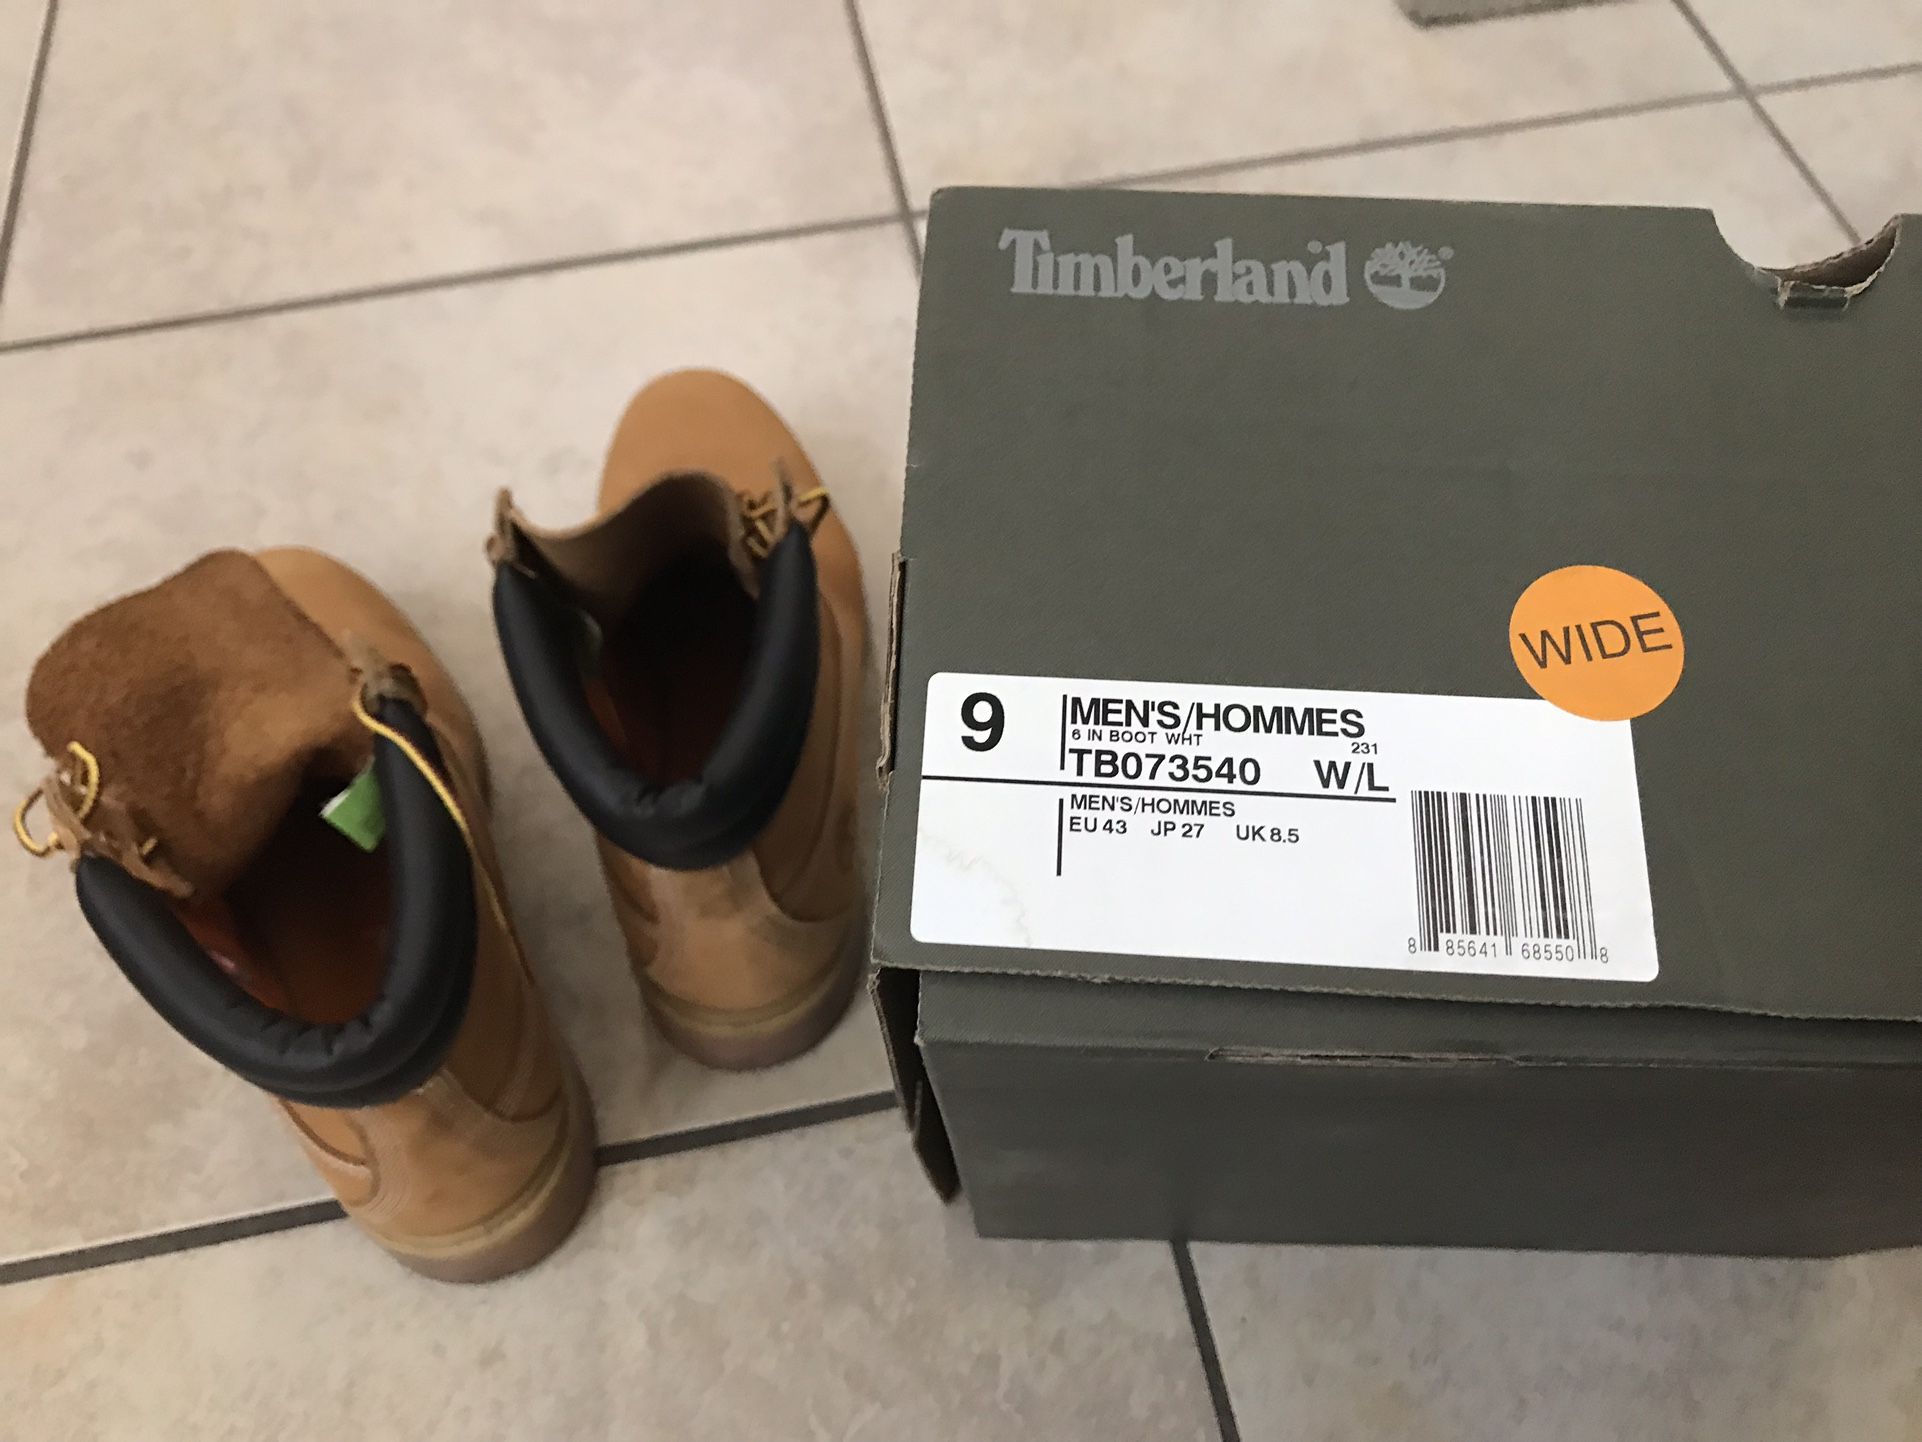 Timberland
WIDE
9
MEN'S/HOMMES
6 IN BOOT WHT 231
TB073540 W/L
MEN'S/HOMMES
EU 43 JP 27 UK 8.5
8 85641 68550 8